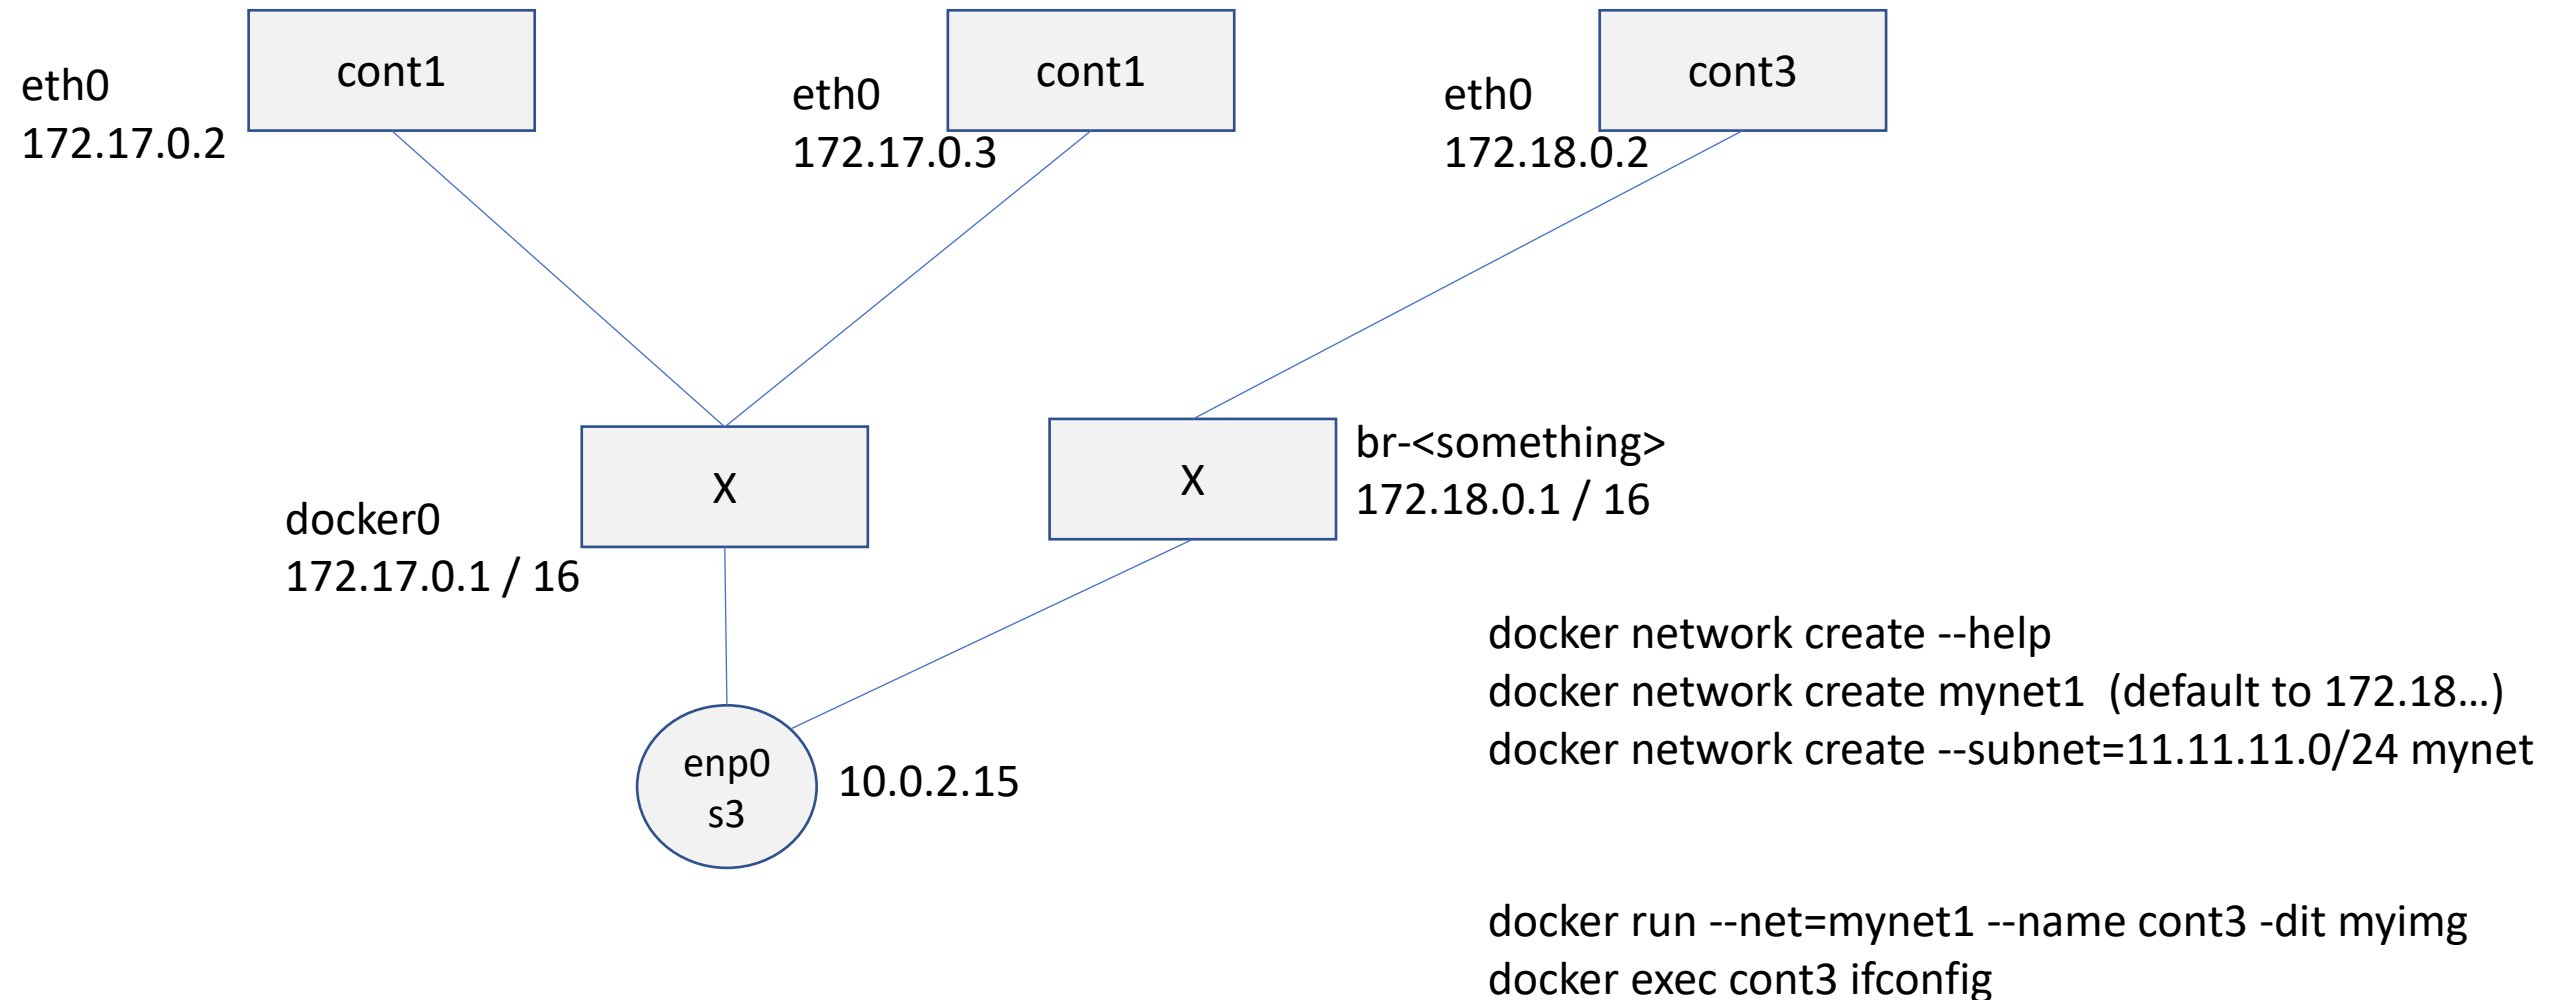 cont1
eth0
172.17.0.2
cont1
eth0
172.17.0.3
cont3
eth0
172.18.0.2
X
docker0
172.17.0.1 / 16
X
br-<something>
172.18.0.1 / 16
enp0
s3
10.0.2.15
docker network create --help
docker network create mynet1  (default to 172.18...)
docker network create --subnet=11.11.11.0/24 mynet
docker run --net=mynet1 --name cont3 -dit myimg
docker exec cont3 ifconfig